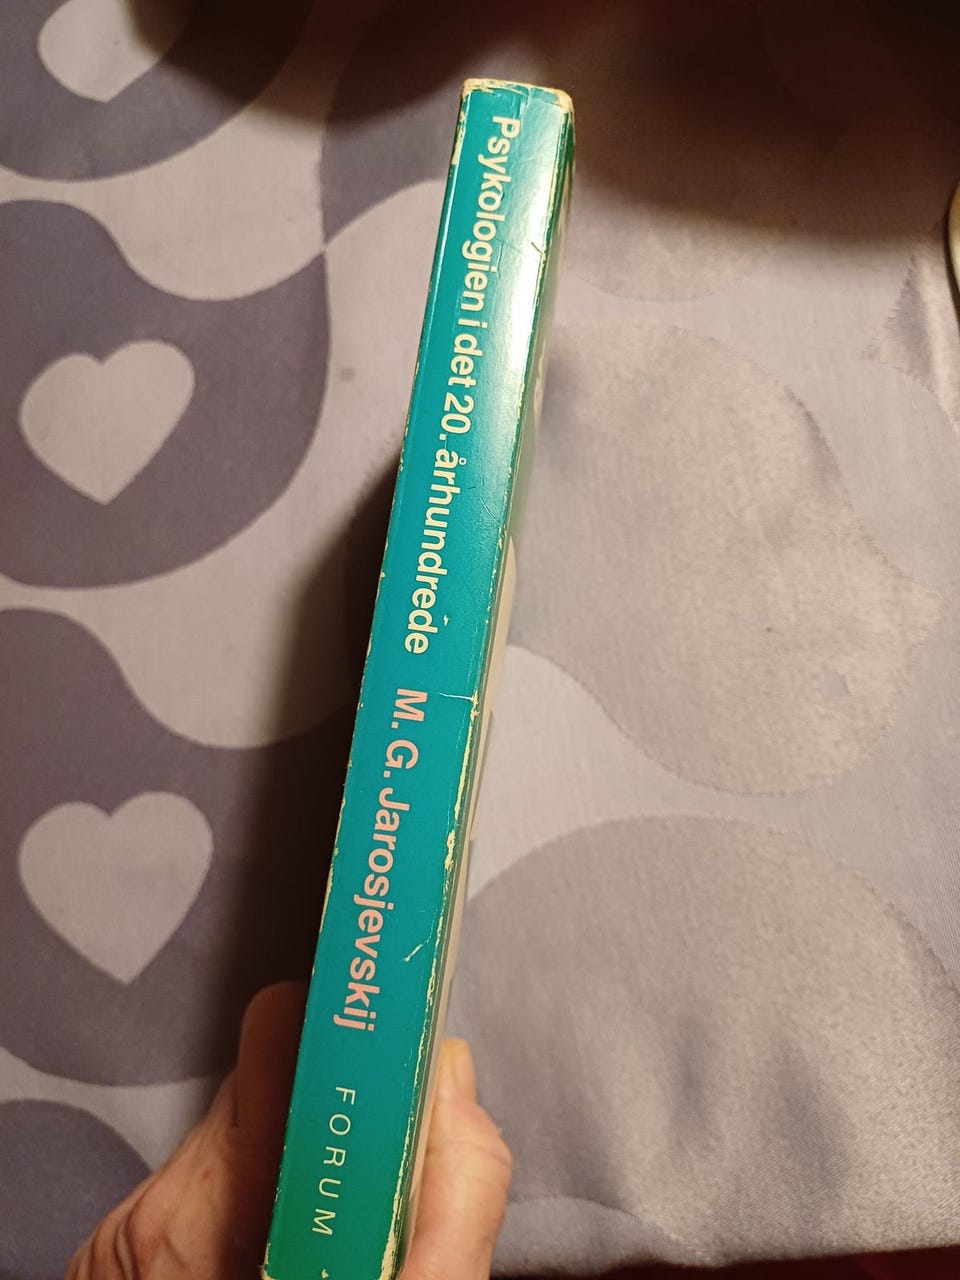 Psykologien i det 20. århundrede M. G. Jarosjevskij FORUM